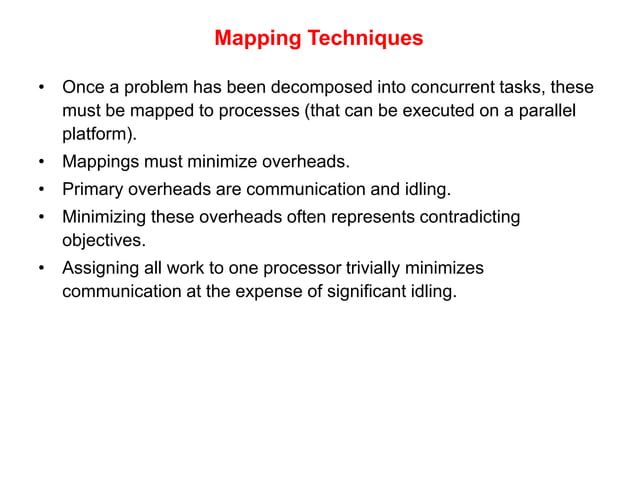 Mapping Techniques
• Once a problem has been decomposed into concurrent tasks, these
must be mapped to processes (that can be executed on a parallel
platform).
• Mappings must minimize overheads.
• Primary overheads are communication and idling.
• Minimizing these overheads often represents contradicting
objectives.
• Assigning all work to one processor trivially minimizes
communication at the expense of significant idling.